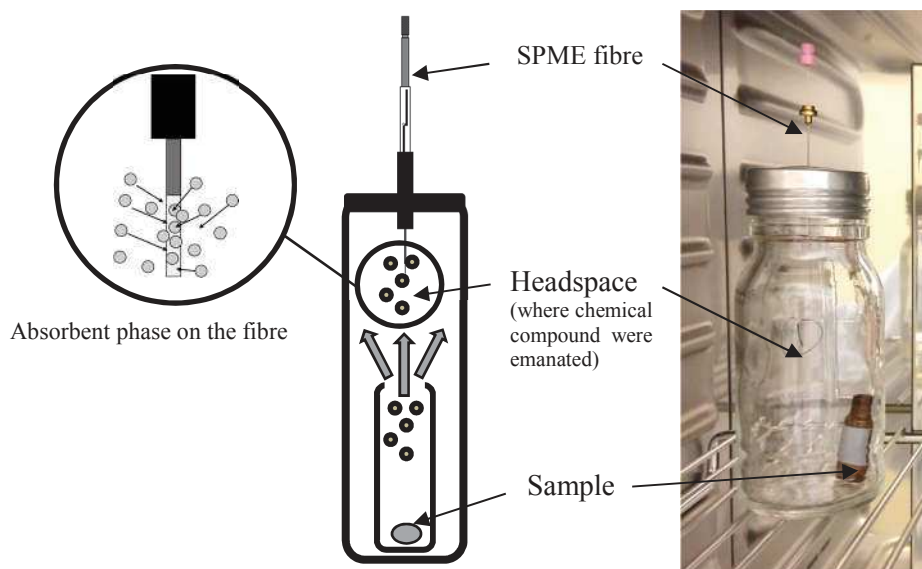 SPME fibre
Absorbent phase on the fibre
Headspace
(where chemical
compound were
emanated)
Sample